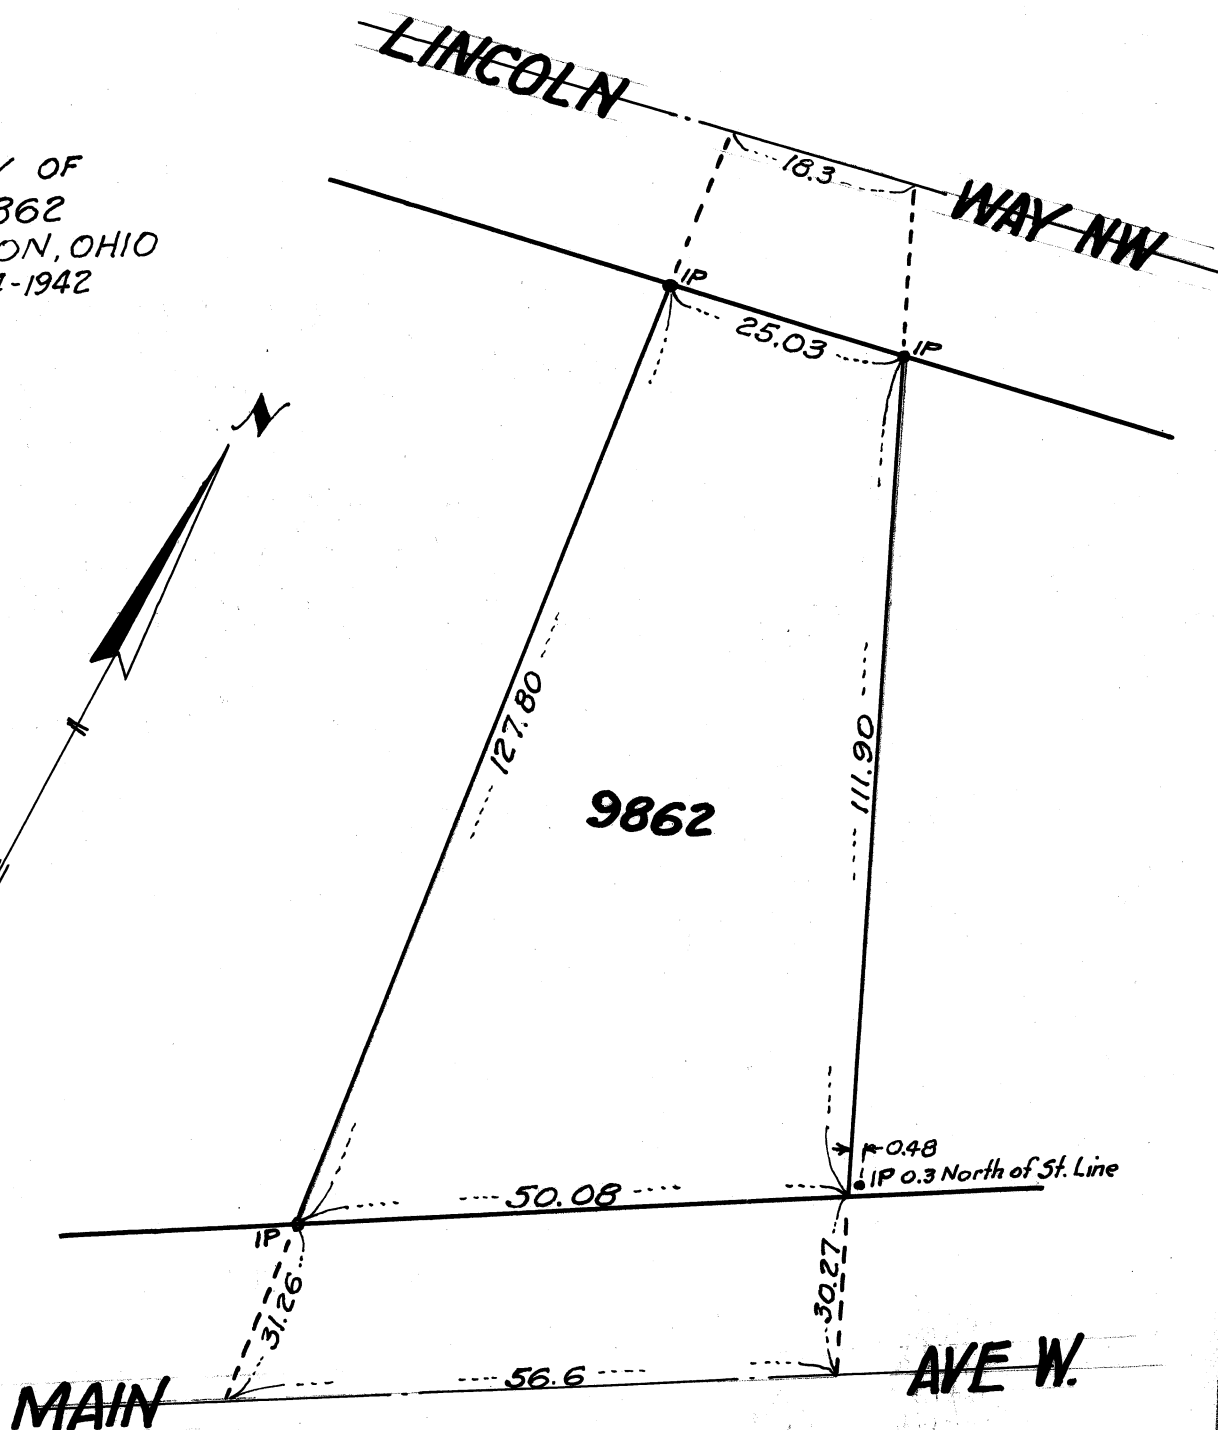 LINCOLN WAY NW
18.3
OF
862
ON, OHIO
-1942
IP
25.03
IP
N
127.80
111.90
9862
0.48
IP 0.3 North of St. Line
50.08
IP
31.26
30.27
56.6
MAIN AVE W.